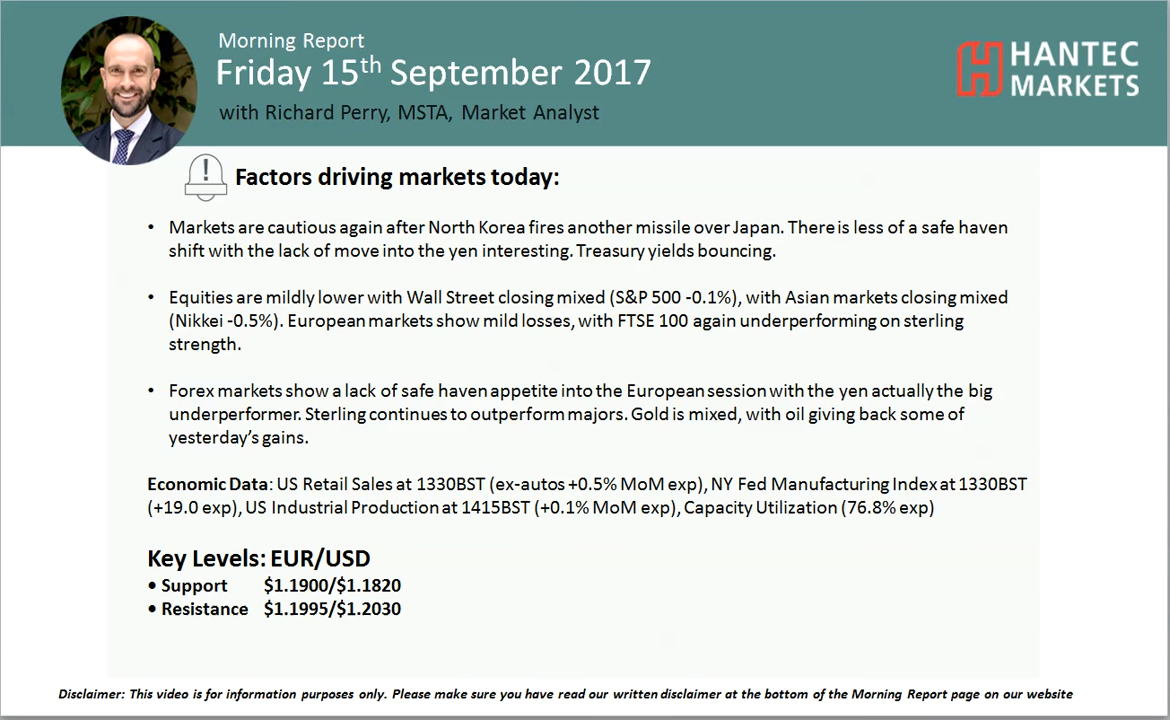 Morning Report
Friday 15th September 2017
with Richard Perry, MSTA, Market Analyst
HANTEC
MARKETS
!
Factors driving markets today:
• Markets are cautious again after North Korea fires another missile over Japan. There is less of a safe haven
shift with the lack of move into the yen interesting. Treasury yields bouncing.
• Equities are mildly lower with Wall Street closing mixed (S&P 500 -0.1%), with Asian markets closing mixed
(Nikkei -0.5%). European markets show mild losses, with FTSE 100 again underperforming on sterling
strength.
• Forex markets show a lack of safe haven appetite into the European session with the yen actually the big
underperformer. Sterling continues to outperform majors. Gold is mixed, with oil giving back some of
yesterday’s gains.
Economic Data: US Retail Sales at 1330BST (ex-autos +0.5% MoM exp), NY Fed Manufacturing Index at 1330BST
(+19.0 exp), US Industrial Production at 1415BST (+0.1% MoM exp), Capacity Utilization (76.8% exp)
Key Levels: EUR/USD
• Support $1.1900/$1.1820
• Resistance $1.1995/$1.2030
Disclaimer: This video is for information purposes only. Please make sure you have read our written disclaimer at the bottom of the Morning Report page on our website